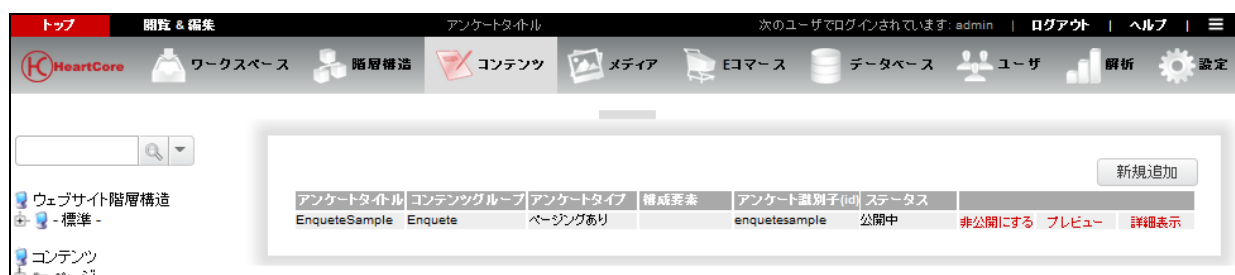 トップ 閲覧 & 編集 アンケートタイトル 次のユーザでログインされています: admin | ログアウト | ヘルプ |
HeartCore ワークスペース 階層構造 コンテンツ メディア Eコマース データベース ユーザ 解析 設定
新規追加
ウェブサイト階層構造
- 標準 -
アンケートタイトル コンテンツグループ アンケートタイプ 構成要素 アンケート識別子(id) ステータス
EnqueteSample Enquete ページングあり enquetesample 公開中 非公開にする プレビュー 詳細表示
コンテンツ